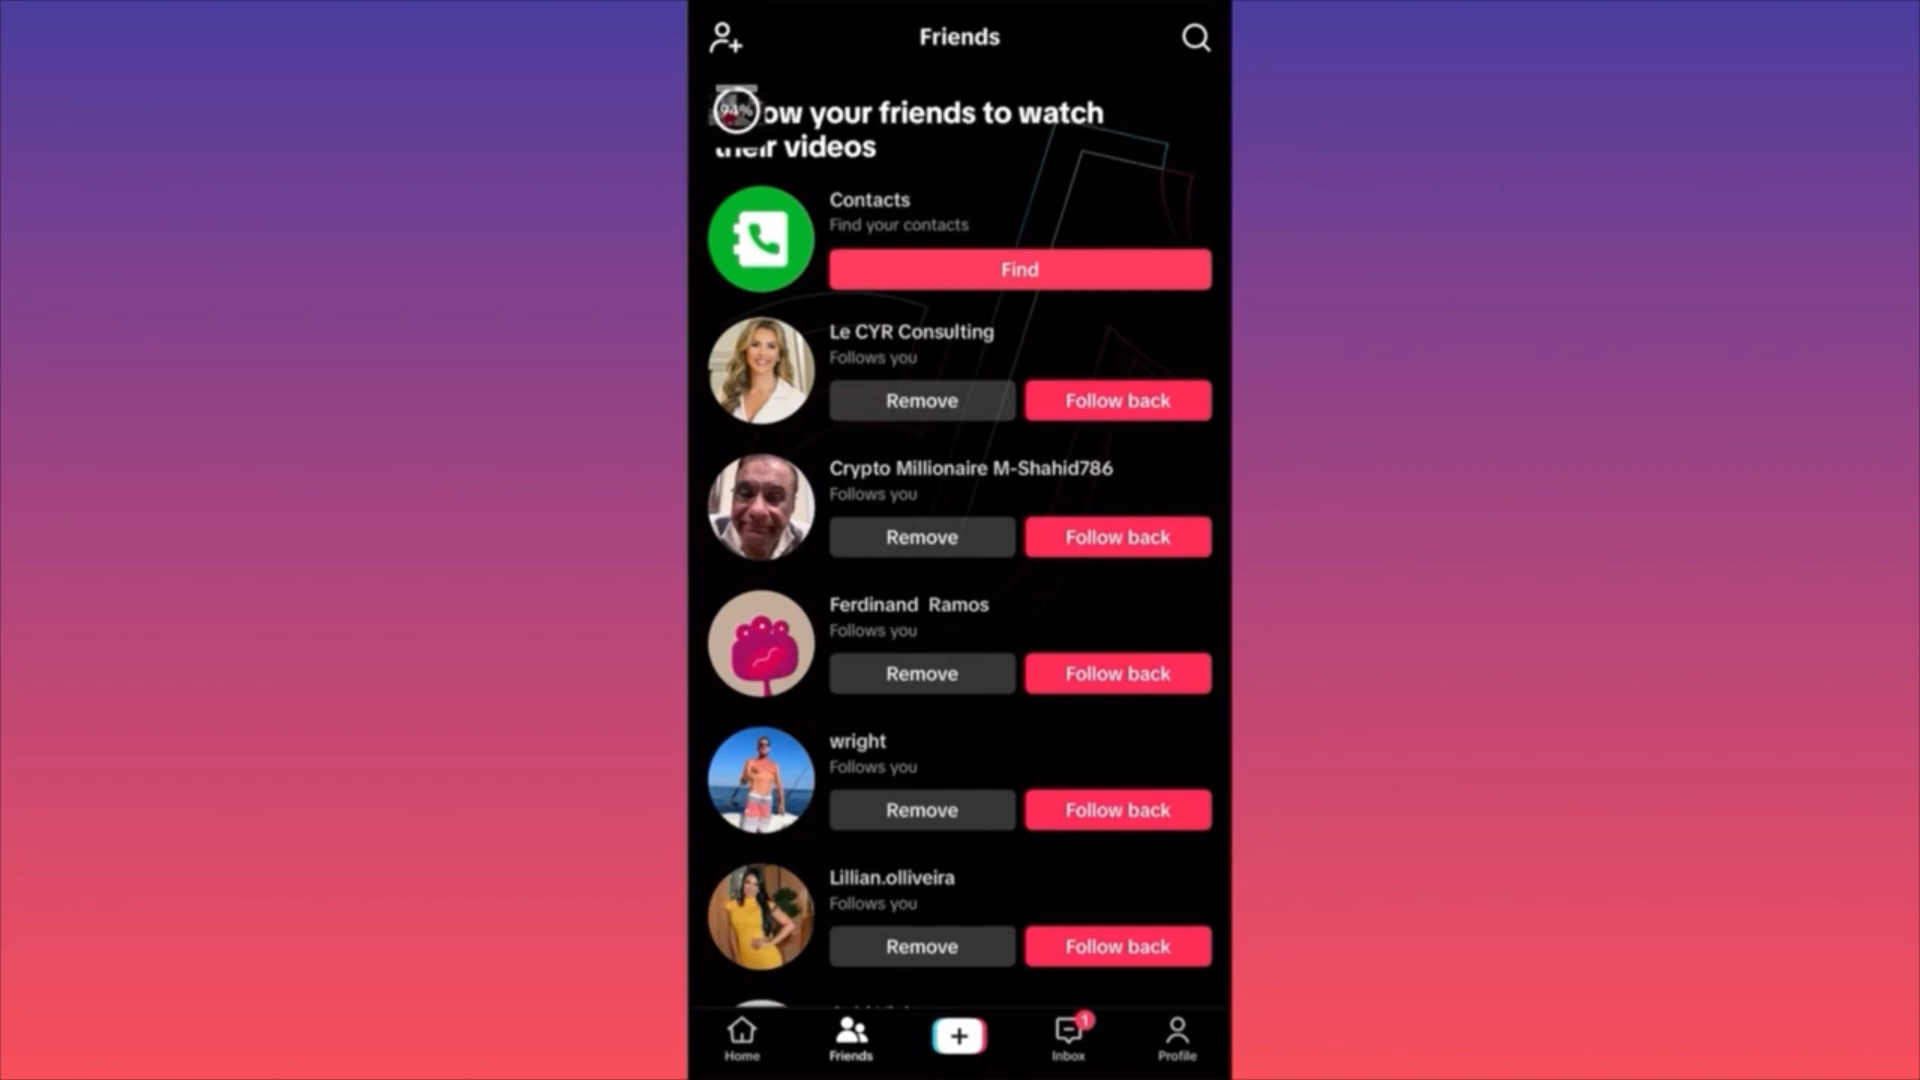 Friends
94%
ow your friends to watch
their videos
Contacts
Find your contacts
Find
Le CYR Consulting
Follows you
Remove
Follow back
Crypto Millionaire M-Shahid786
Follows you
Remove
Follow back
Ferdinand Ramos
Follows you
Remove
Follow back
wright
Follows you
Remove
Follow back
Lillian.olliveira
Follows you
Remove
Follow back
Home
Friends
1
Inbox
Profile